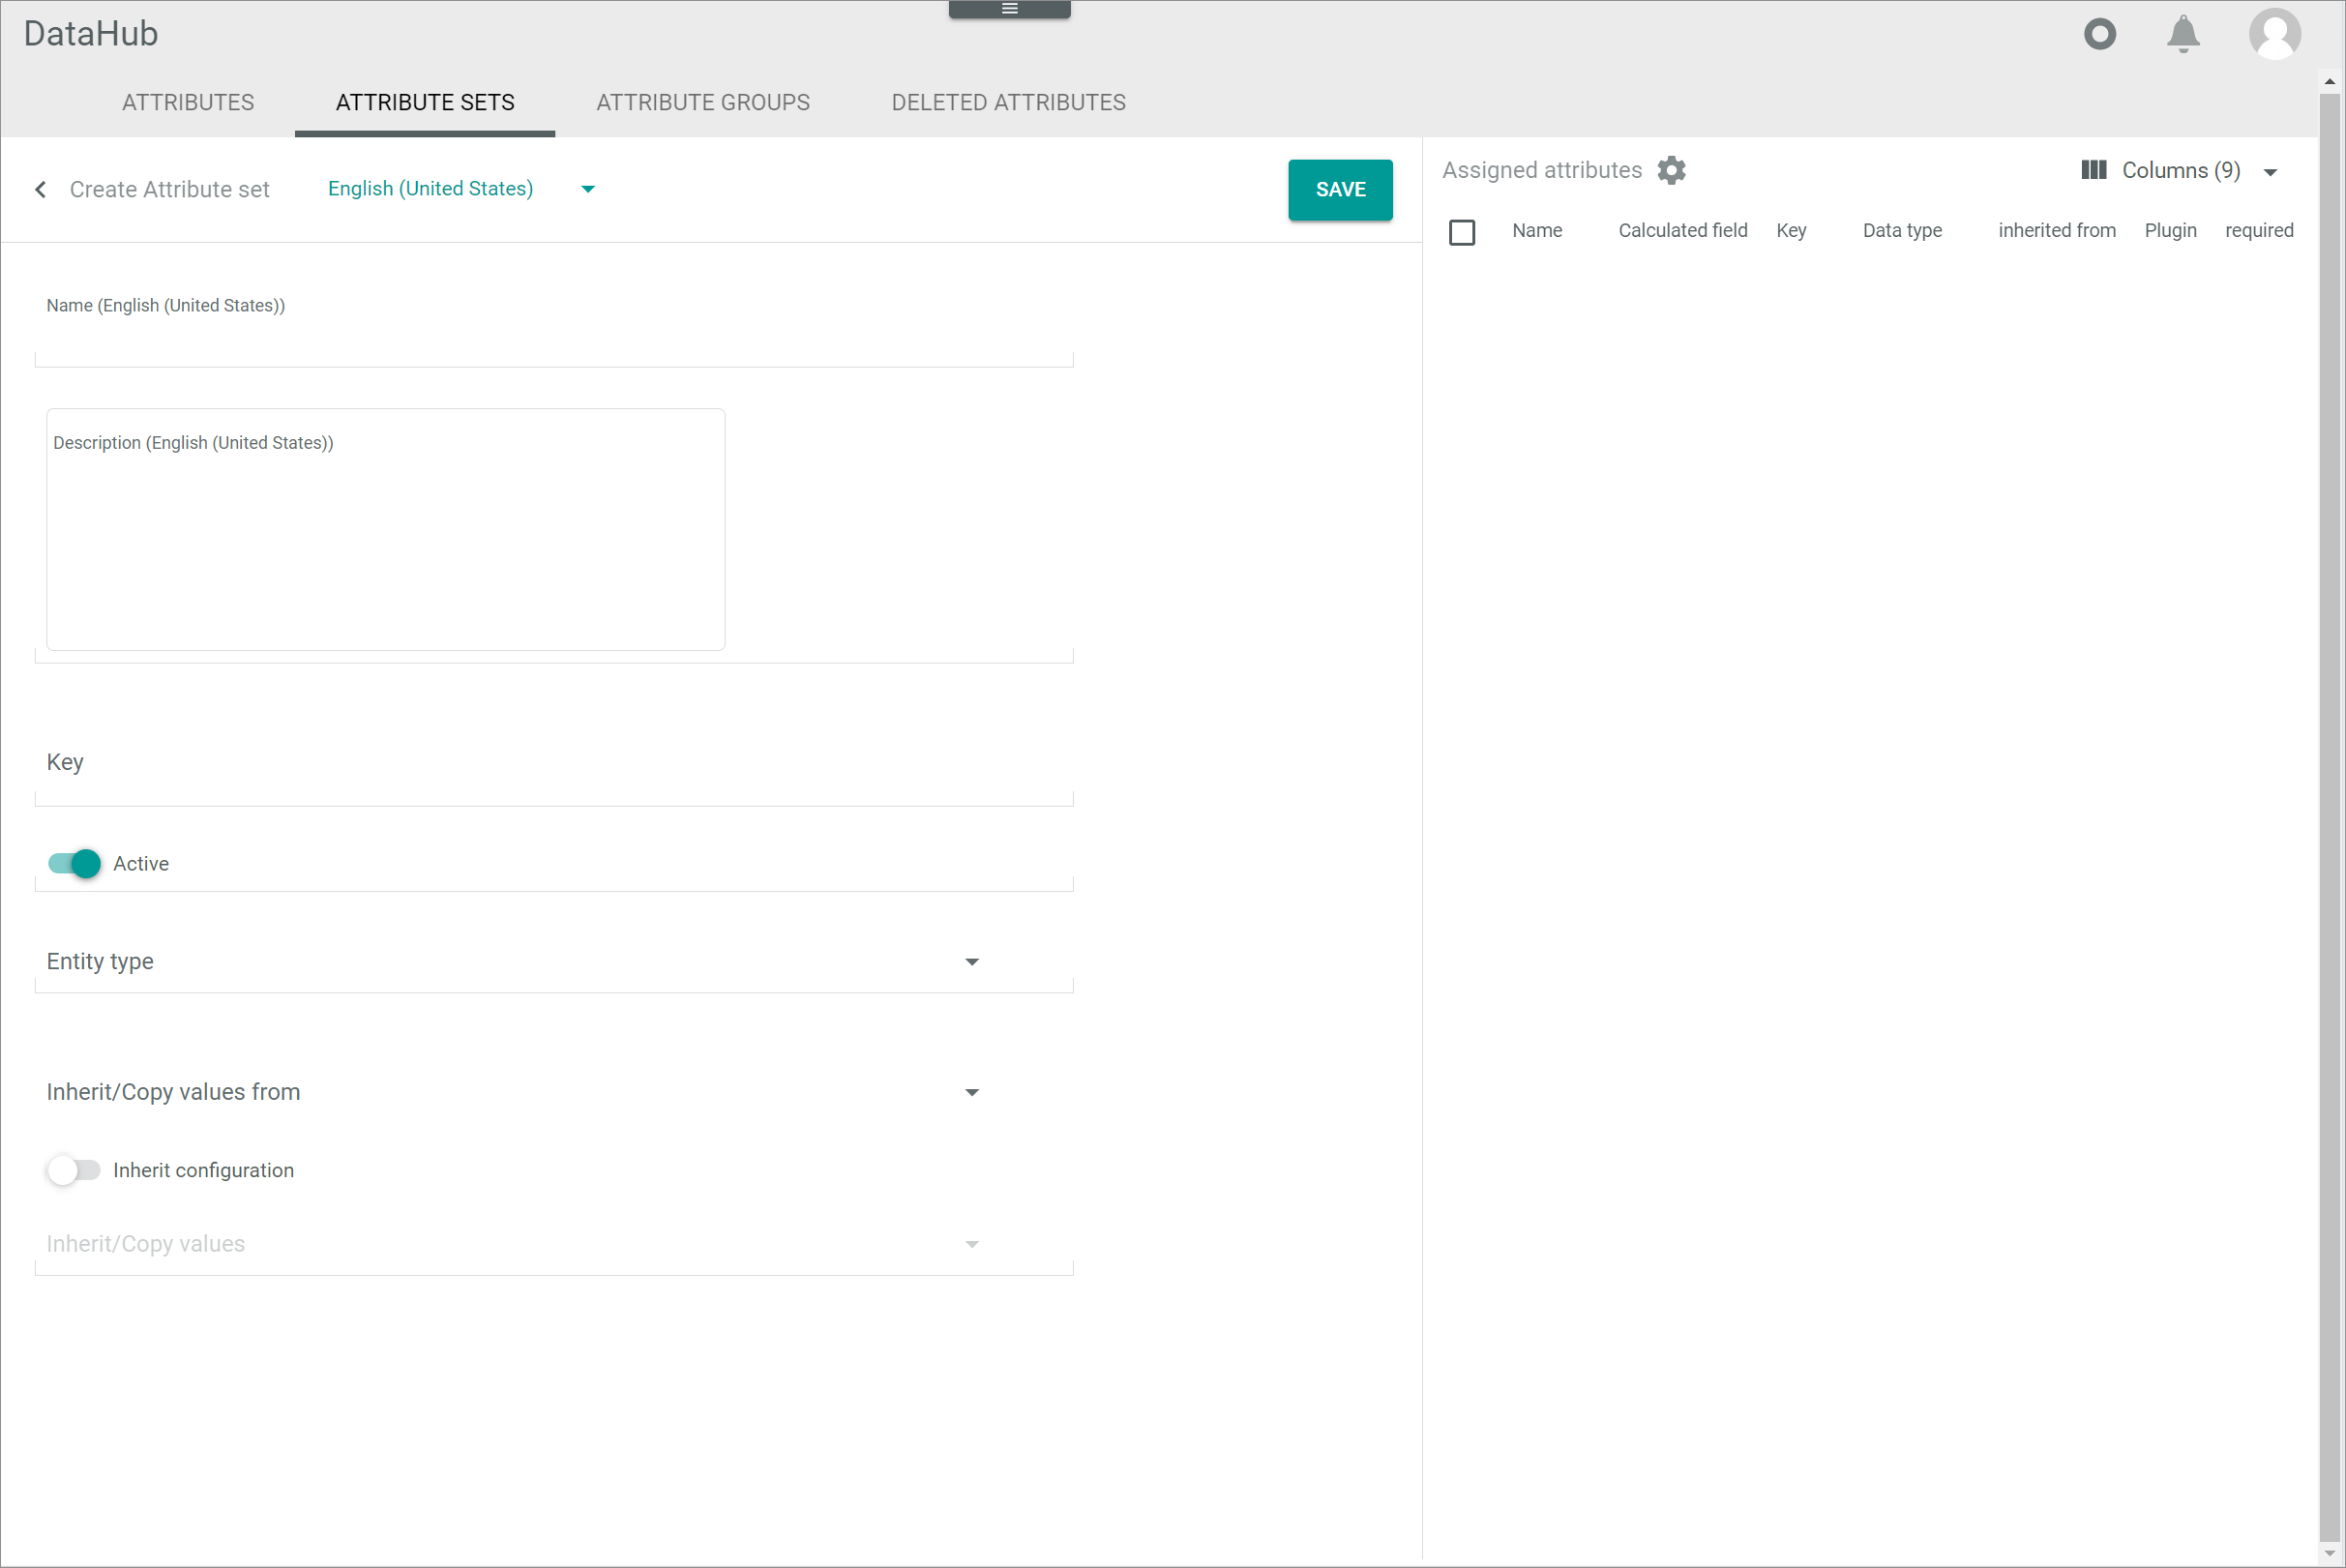 DataHub
ATTRIBUTES ATTRIBUTE SETS ATTRIBUTE GROUPS DELETED ATTRIBUTES
Create Attribute set English (United States) SAVE
Assigned attributes Columns (9)
Name Calculated field Key Data type inherited from Plugin required
Name (English (United States))
Description (English (United States))
Key
Active
Entity type
Inherit/Copy values from
Inherit configuration
Inherit/Copy values